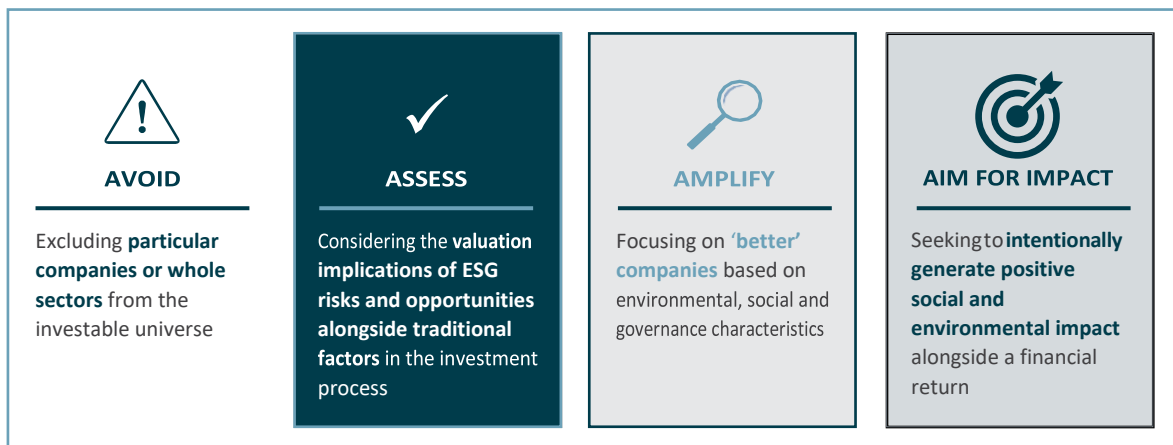 AVOID
Excluding particular
companies or whole
sectors from the
investable universe
ASSESS
Considering the valuation
implications of ESG
risks and opportunities
alongside traditional
factors in the investment
process
AMPLIFY
Focusing on ‘better’
companies based on
environmental, social and
governance characteristics
AIM FOR IMPACT
Seeking to intentionally
generate positive
social and
environmental impact
alongside a financial
return